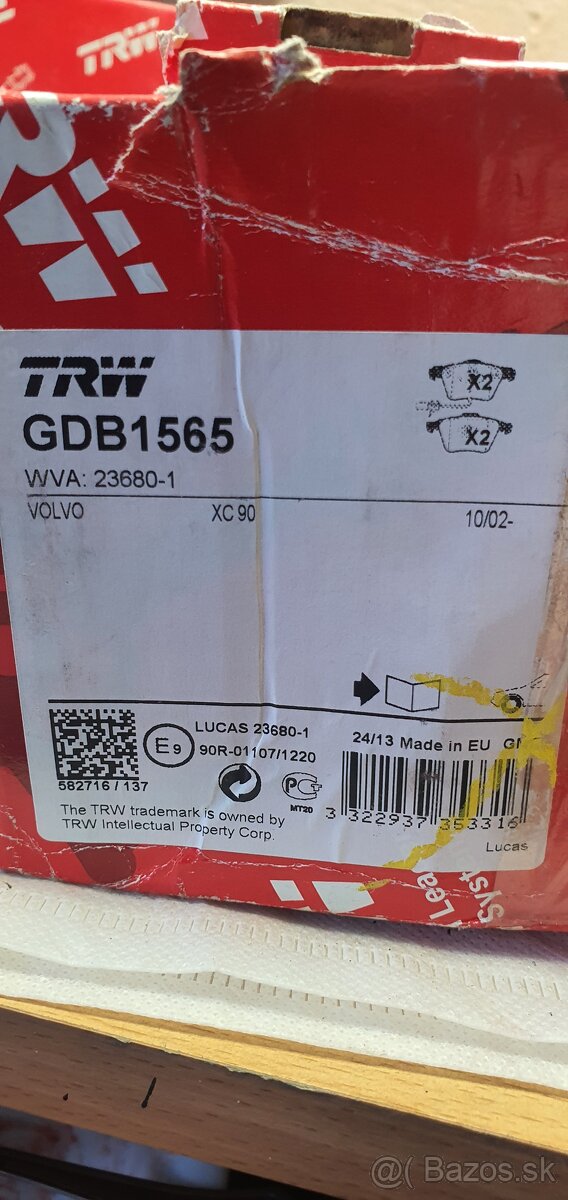 TRW
TRW
GDB1565
X2
X2
WVA: 23680-1
VOLVO XC 90 10/02-
LUCAS 23680-1
E9
90R-01107/1220
24/13 Made in EU
582716 / 137
MT20
The TRW trademark is owned by
TRW Intellectual Property Corp.
3 322937 353316
Lucas
Bazos.sk